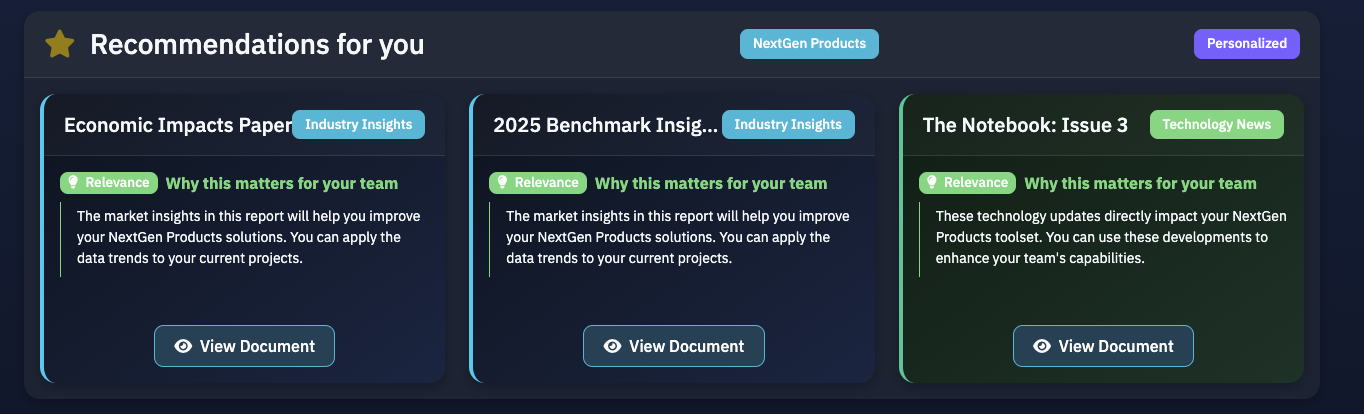 Recommendations for you
NextGen Products
Personalized
Economic Impacts Paper
Industry Insights
Relevance
Why this matters for your team
The market insights in this report will help you improve
your NextGen Products solutions. You can apply the
data trends to your current projects.
View Document
2025 Benchmark Insig...
Industry Insights
Relevance
Why this matters for your team
The market insights in this report will help you improve
your NextGen Products solutions. You can apply the
data trends to your current projects.
View Document
The Notebook: Issue 3
Technology News
Relevance
Why this matters for your team
These technology updates directly impact your NextGen
Products toolset. You can use these developments to
enhance your team's capabilities.
View Document